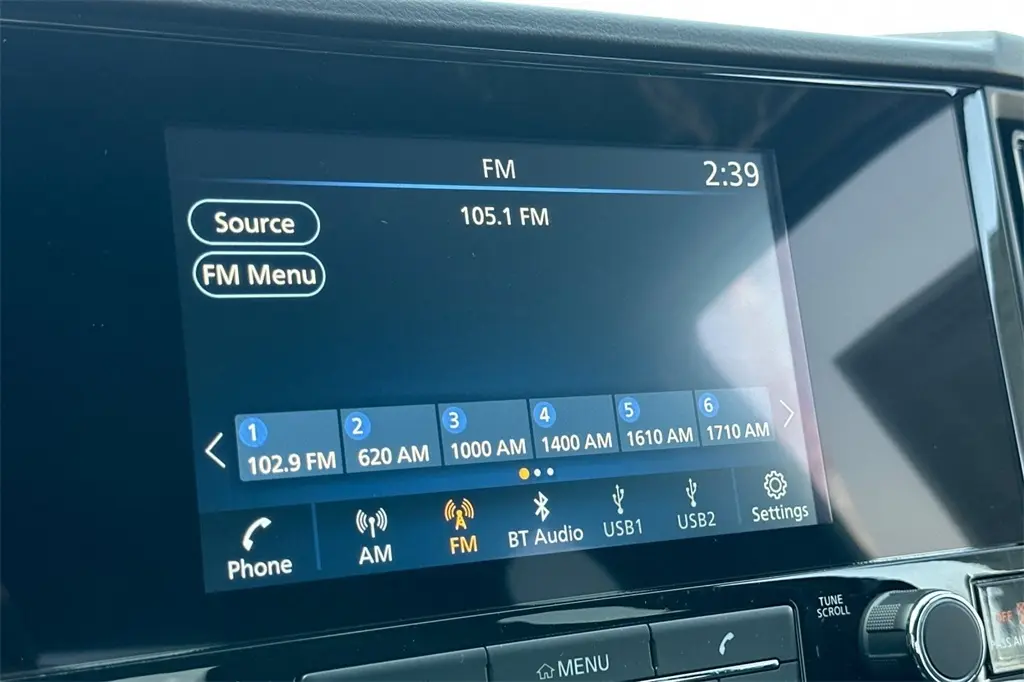 FM
2:39
Source
105.1 FM
FM Menu
1
102.9 FM
2
620 AM
3
1000 AM
4
1400 AM
5
1610 AM
6
1710 AM
Phone
AM
FM
BT Audio
USB1
USB2
Settings
TUNE
SCROLL
MENU